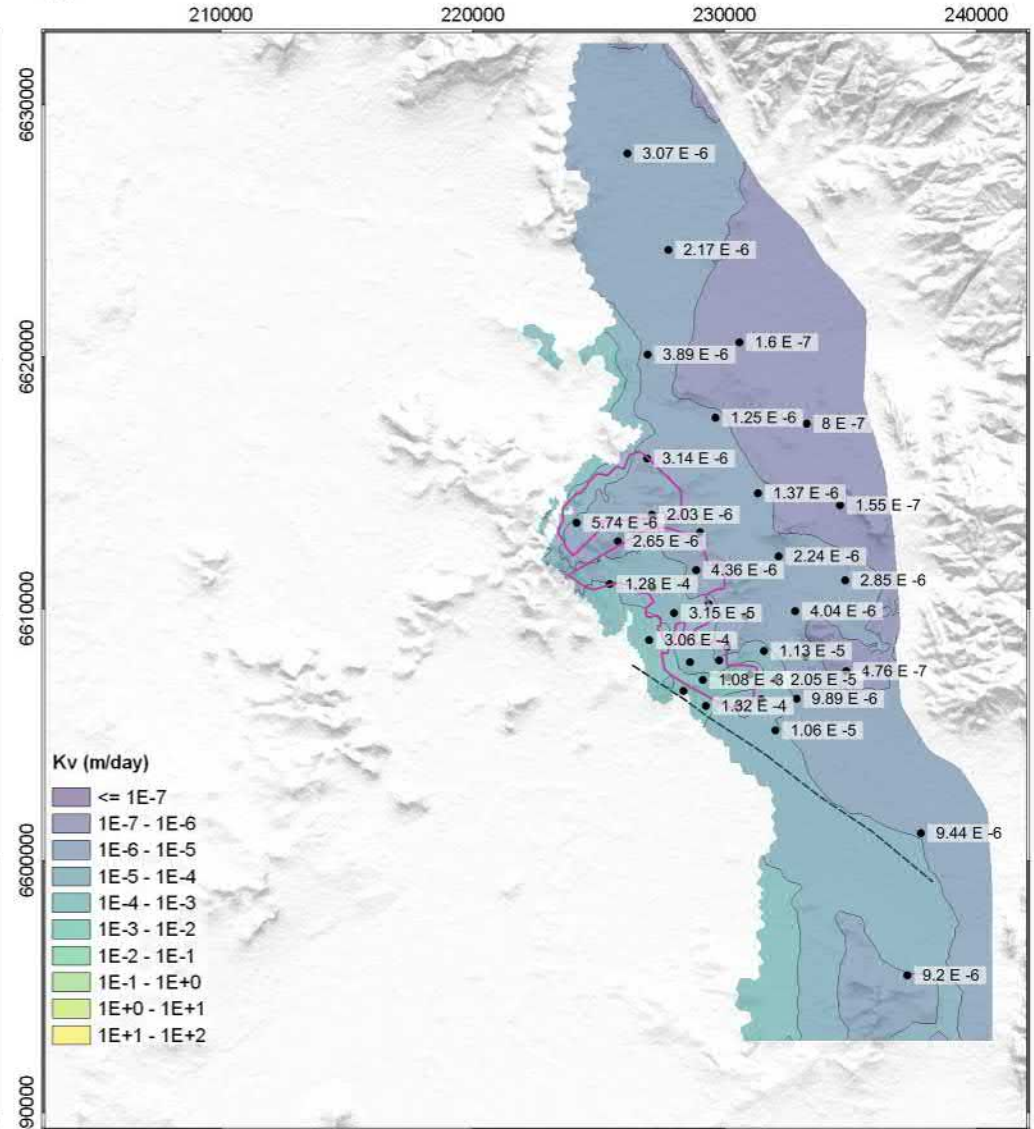 210000
220000
230000
240000
6630000
3.07 E -6
2.17 E -6
6620000
3.89 E -6
1.6 E -7
1.25 E -6
8 E -7
3.14 E -6
1.37 E -6
1.55 E -7
5.74 E -6
2.03 E -6
2.65 E -6
2.24 E -6
6610000
1.28 E -4
4.36 E -6
2.85 E -6
3.15 E -5
4.04 E -6
3.06 E -4
1.13 E -5
1.08 E -3
2.05 E -5
4.76 E -7
1.32 E -4
9.89 E -6
1.06 E -5
6600000
9.44 E -6
9.2 E -6
90000
Kv (m/day)
<= 1E-7
1E-7 - 1E-6
1E-6 - 1E-5
1E-5 - 1E-4
1E-4 - 1E-3
1E-3 - 1E-2
1E-2 - 1E-1
1E-1 - 1E+0
1E+0 - 1E+1
1E+1 - 1E+2